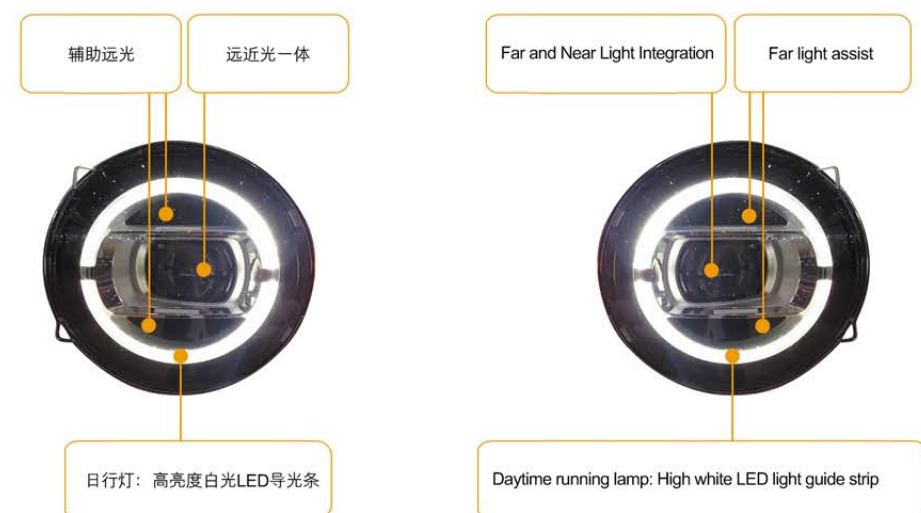 辅助远光
远近光一体
Far and Near Light Integration
Far light assist
日行灯：高亮度白光LED导光条
Daytime running lamp: High white LED light guide strip